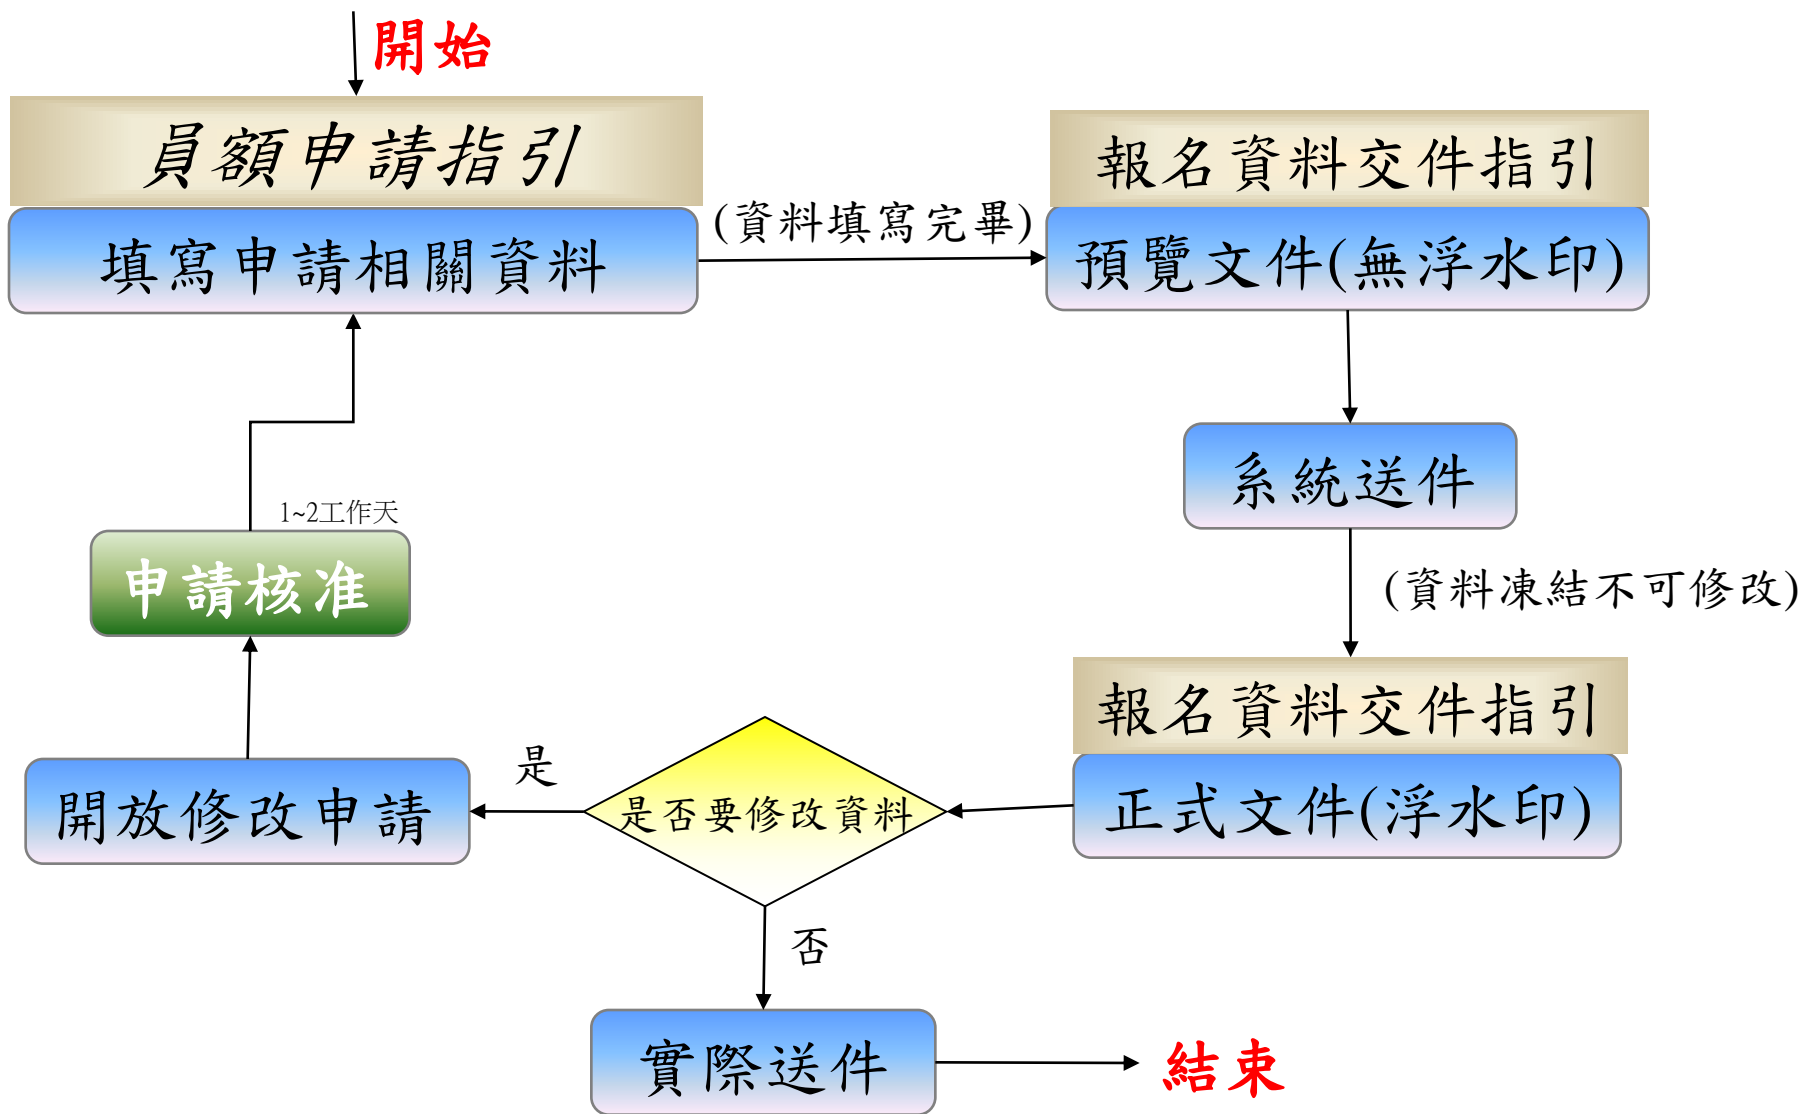 開始
員額申請指引
填寫申請相關資料
(資料填寫完畢)
報名資料交件指引
預覽文件(無浮水印)
系統送件
(資料凍結不可修改)
報名資料交件指引
正式文件(浮水印)
是否要修改資料
是
開放修改申請
申請核准
1~2工作天
否
實際送件
結束